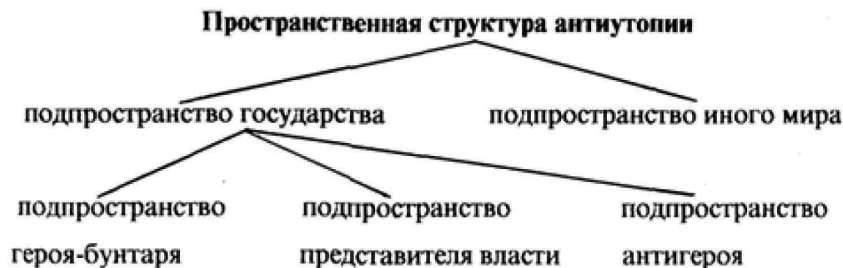 Пространственная структура антиутопии
подпространство государства подпространство иного мира
подпространство подпространство подпространство
героя-бунтаря представителя власти антигероя